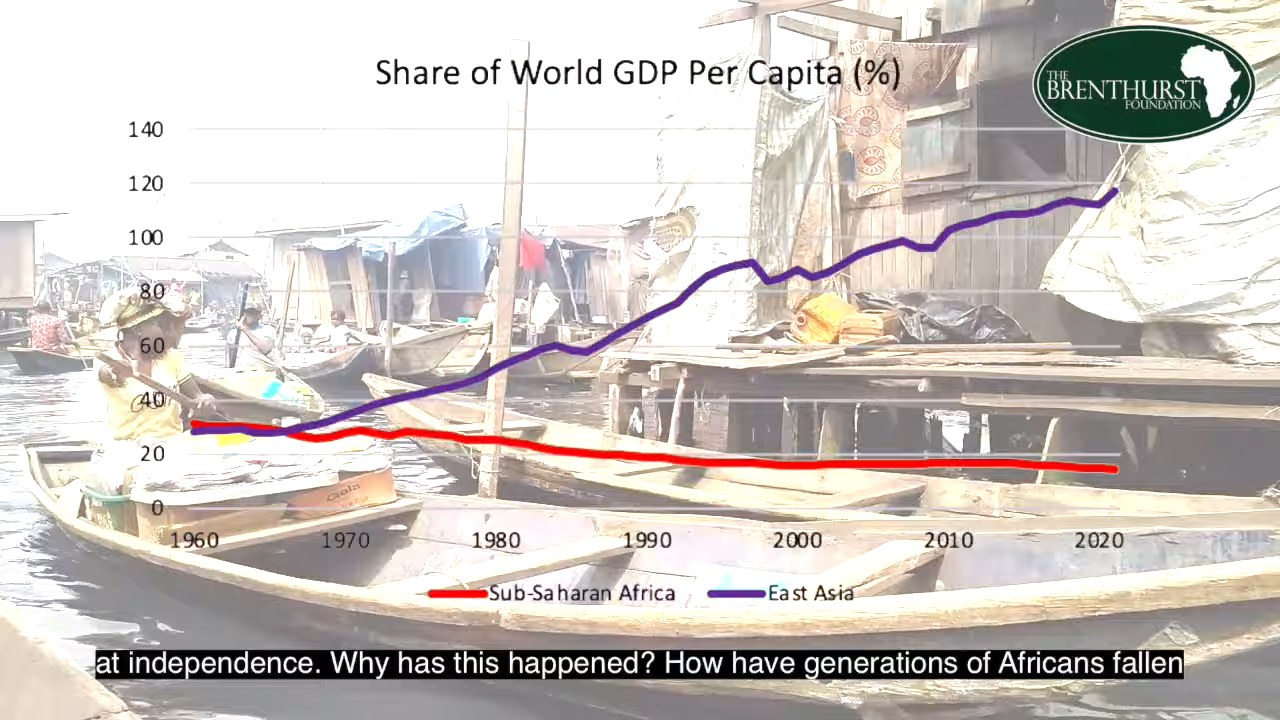 Share of World GDP Per Capita (%)
THE
BRENTHURST
FOUNDATION
140
120
100
80
60
40
20
0
1960 1970 1980 1990 2000 2010 2020
Sub-Saharan Africa East Asia
at independence. Why has this happened? How have generations of Africans fallen